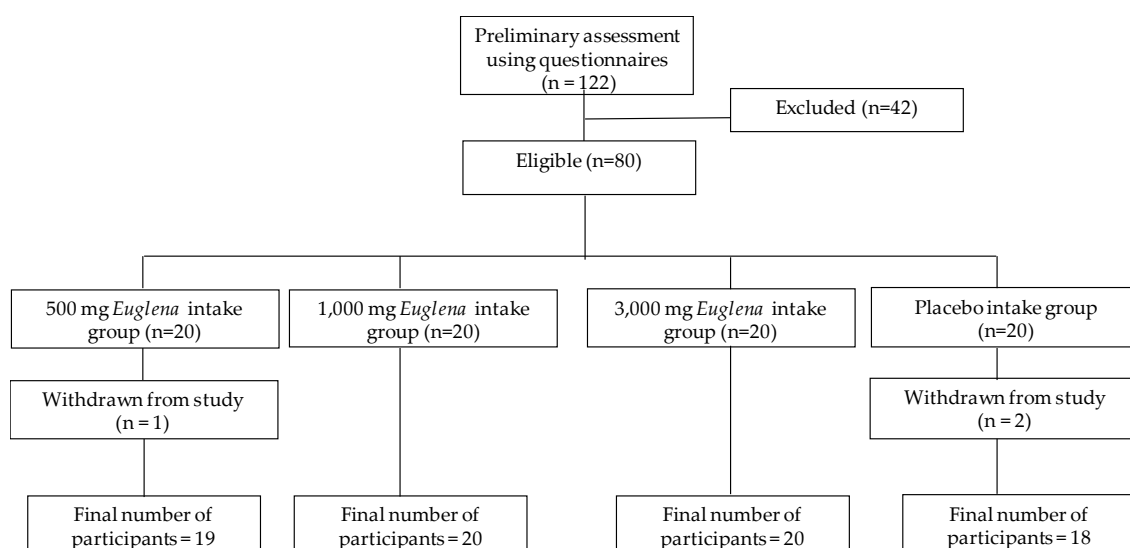 Preliminary assessment
using questionnaires
(n = 122)
Excluded (n=42)
Eligible (n=80)
500 mg Euglena intake
group (n=20)
1,000 mg Euglena intake
group (n=20)
3,000 mg Euglena intake
group (n=20)
Placebo intake group
(n=20)
Withdrawn from study
(n = 1)
Withdrawn from study
(n = 2)
Final number of
participants = 19
Final number of
participants = 20
Final number of
participants = 20
Final number of
participants = 18